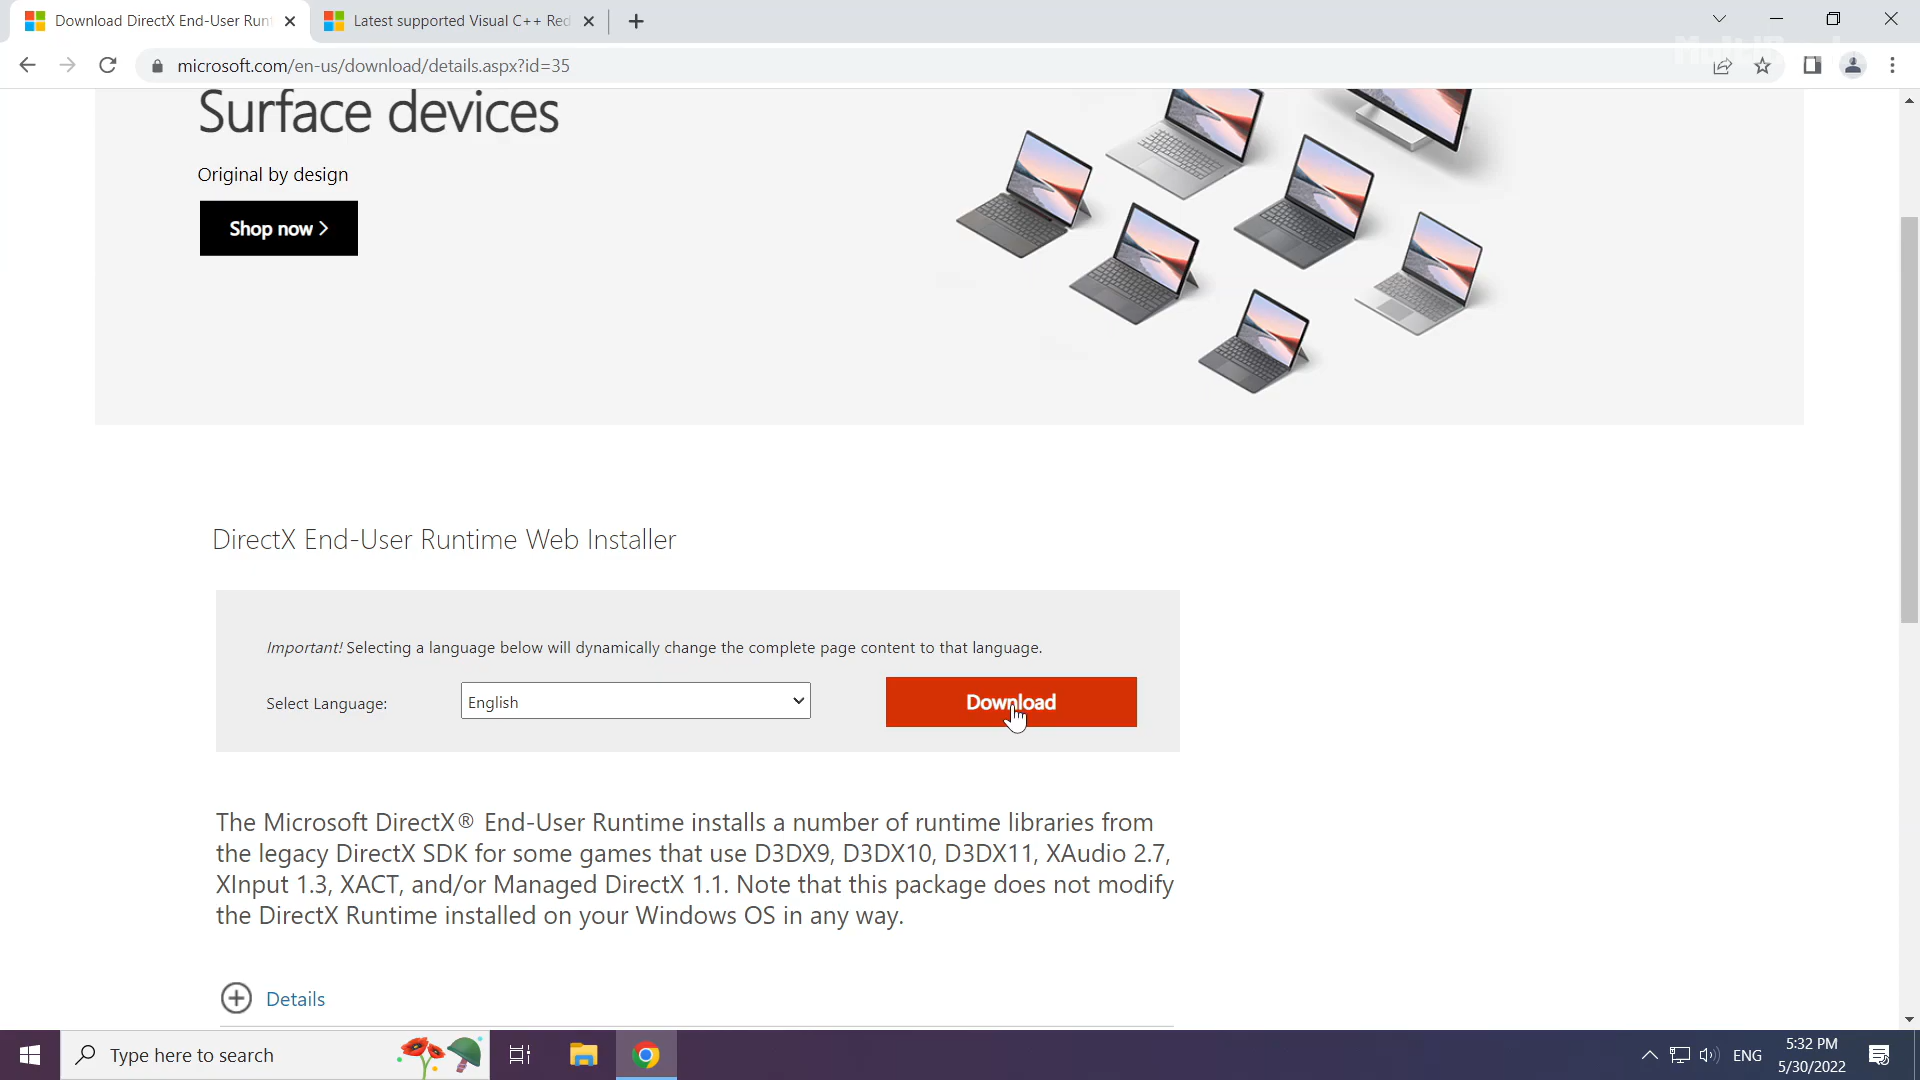 Download DirectX End-User Runt
Latest supported Visual C++ Red
microsoft.com/en-us/download/details.aspx?id=35
Surface devices
Original by design
Shop now >
DirectX End-User Runtime Web Installer
Important! Selecting a language below will dynamically change the complete page content to that language.
Select Language:
English
Download
The Microsoft DirectX® End-User Runtime installs a number of runtime libraries from
the legacy DirectX SDK for some games that use D3DX9, D3DX10, D3DX11, XAudio 2.7,
XInput 1.3, XACT, and/or Managed DirectX 1.1. Note that this package does not modify
the DirectX Runtime installed on your Windows OS in any way.
Details
Type here to search
ENG
5:32 PM
5/30/2022